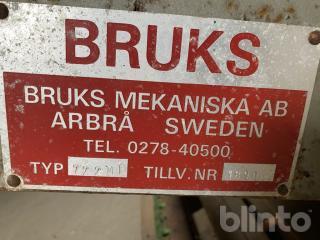 BRUKS
BRUKS MEKANISKA AB
ARBRÅ SWEDEN
TEL. 0278-40500
TYP TILLV. NR
blinto